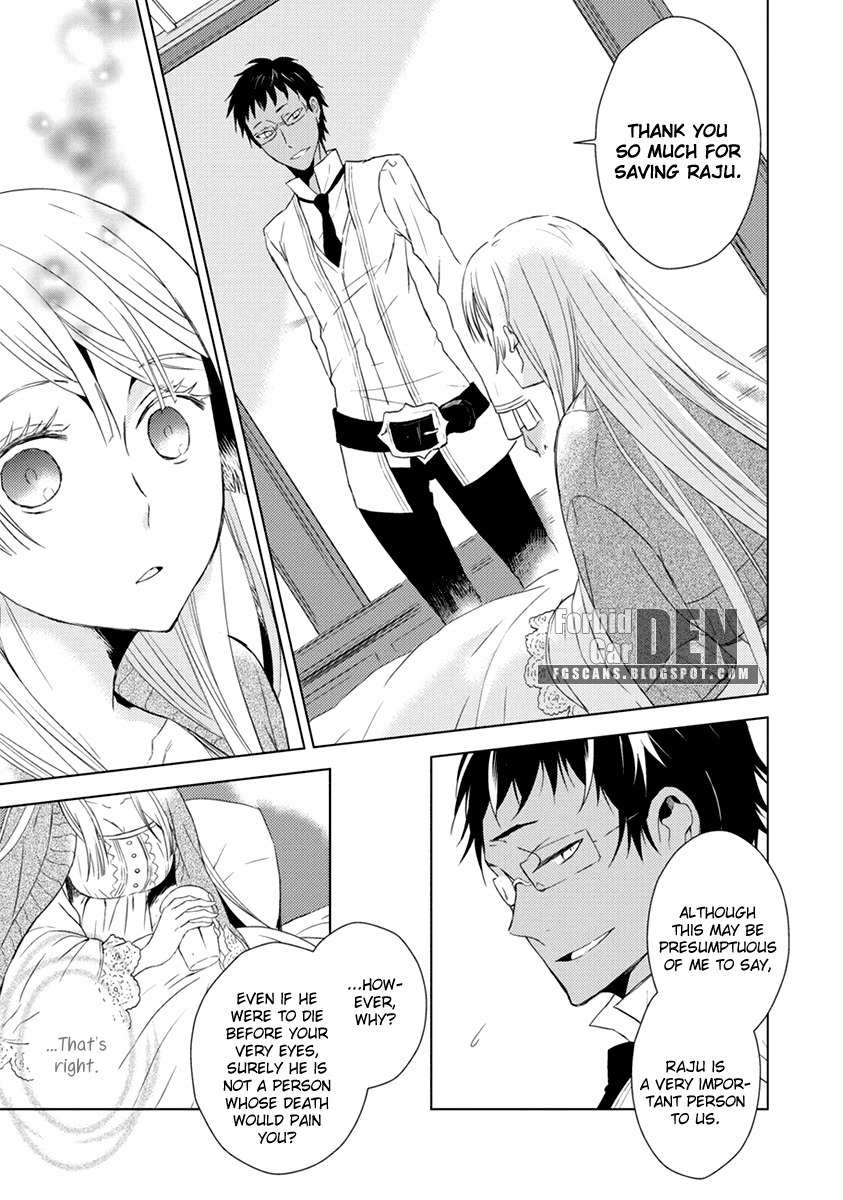 THANK YOU
SO MUCH FOR
SAVING RAJU.
Forbid
Gar
DEN
FGSCANS.BLOGSPOT.COM
ALTHOUGH
THIS MAY BE
PRESUMPTUOUS
OF ME TO SAY,
RAJU IS
A VERY IMPOR-
TANT PERSON
TO US.
...HOW-
EVER,
WHY?
EVEN IF HE
WERE TO DIE
BEFORE YOUR
VERY EYES,
SURELY HE IS
NOT A PERSON
WHOSE DEATH
WOULD PAIN
YOU?
...That's
right.